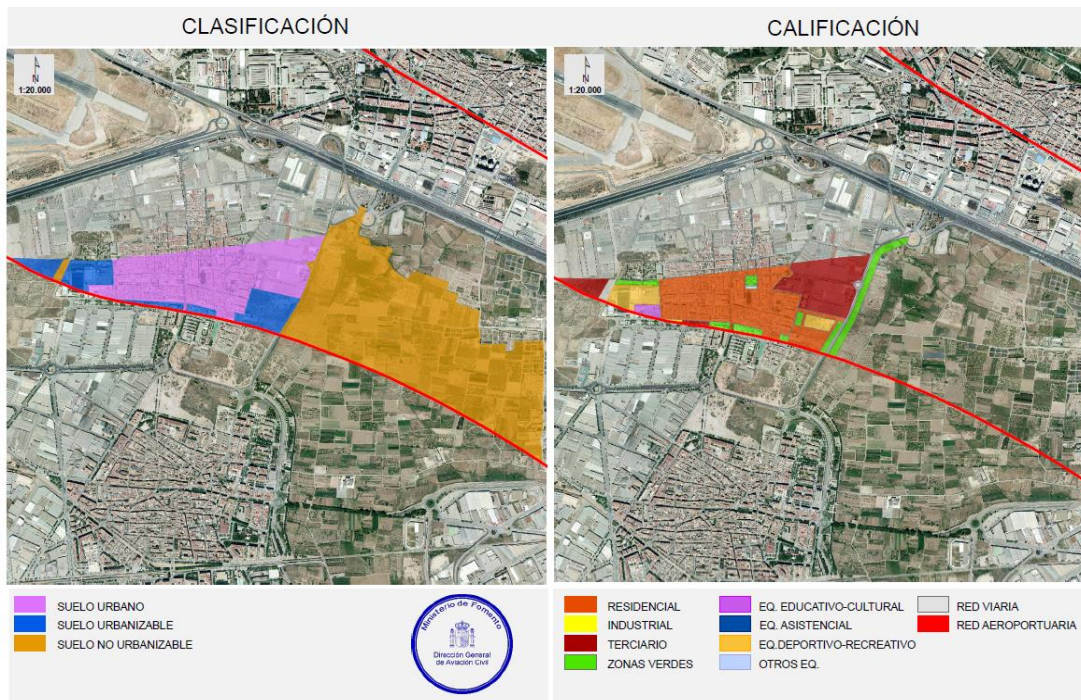 CLASIFICACIÓN
N
1:20.000
SUELO URBANO
SUELO URBANIZABLE
SUELO NO URBANIZABLE
Ministerio de Fomento
Dirección General
de Aviación Civil
CALIFICACIÓN
N
1:20.000
RESIDENCIAL
INDUSTRIAL
TERCIARIO
ZONAS VERDES
EQ. EDUCATIVO-CULTURAL
EQ. ASISTENCIAL
EQ.DEPORTIVO-RECREATIVO
OTROS EQ.
RED VIARIA
RED AEROPORTUARIA